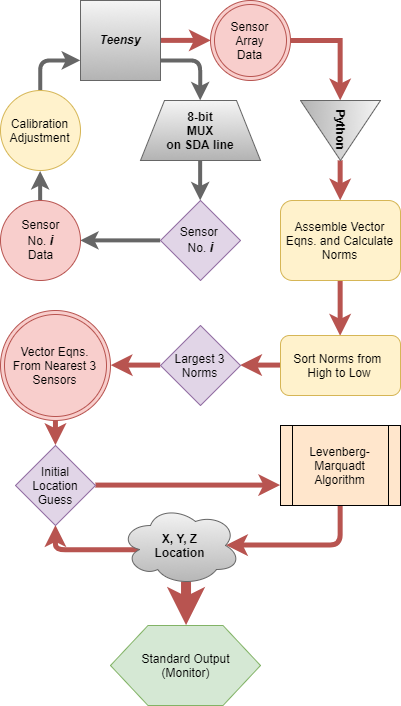 Teensy
Sensor
Array
Data
8-bit
MUX
on SDA line
Python
Calibration
Adjustment
Sensor
No. i
Data
Sensor
No. i
Assemble Vector
Eqns. and Calculate
Norms
Vector Eqns.
From Nearest 3
Sensors
Largest 3
Norms
Sort Norms from
High to Low
Initial
Location
Guess
Levenberg-
Marquadt
Algorithm
X, Y, Z
Location
Standard Output
(Monitor)